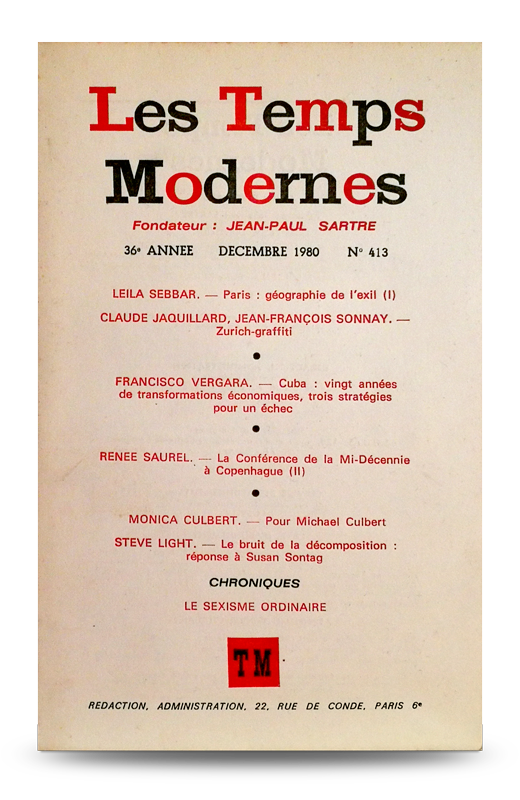 Les Temps
Modernes
Fondateur : JEAN-PAUL SARTRE
36e ANNEE DECEMBRE 1980 No 413
LEILA SEBBAR. — Paris : géographie de l'exil (I)
CLAUDE JAQUILLARD, JEAN-FRANÇOIS SONNAY. —
Zurich-graffiti
●
FRANCISCO VERGARA. — Cuba : vingt années
de transformations économiques, trois stratégies
pour un échec
●
RENEE SAUREL. — La Conférence de la Mi-Décennie
à Copenhague (II)
●
MONICA CULBERT. — Pour Michael Culbert
STEVE LIGHT. — Le bruit de la décomposition :
réponse à Susan Sontag
CHRONIQUES
LE SEXISME ORDINAIRE
TM
REDACTION, ADMINISTRATION, 22, RUE DE CONDE, PARIS 6e